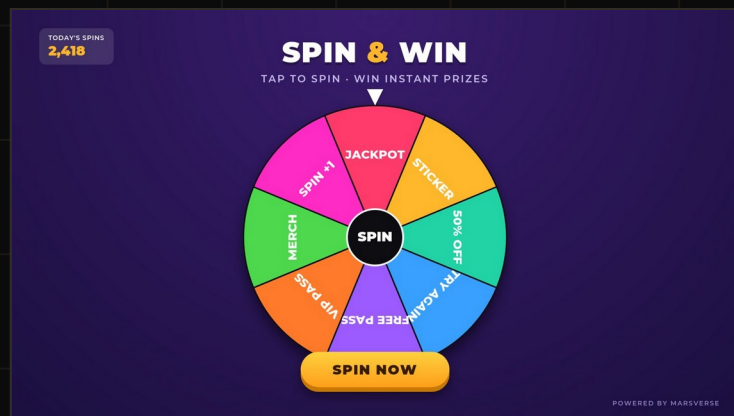 TODAY'S SPINS
2,418
SPIN & WIN
TAP TO SPIN · WIN INSTANT PRIZES
JACKPOT
STICKER
50% OFF
TRY AGAIN
FREE PASS
VIP PASS
MERCH
SPIN +1
SPIN
SPIN NOW
POWERED BY MARSVERSE